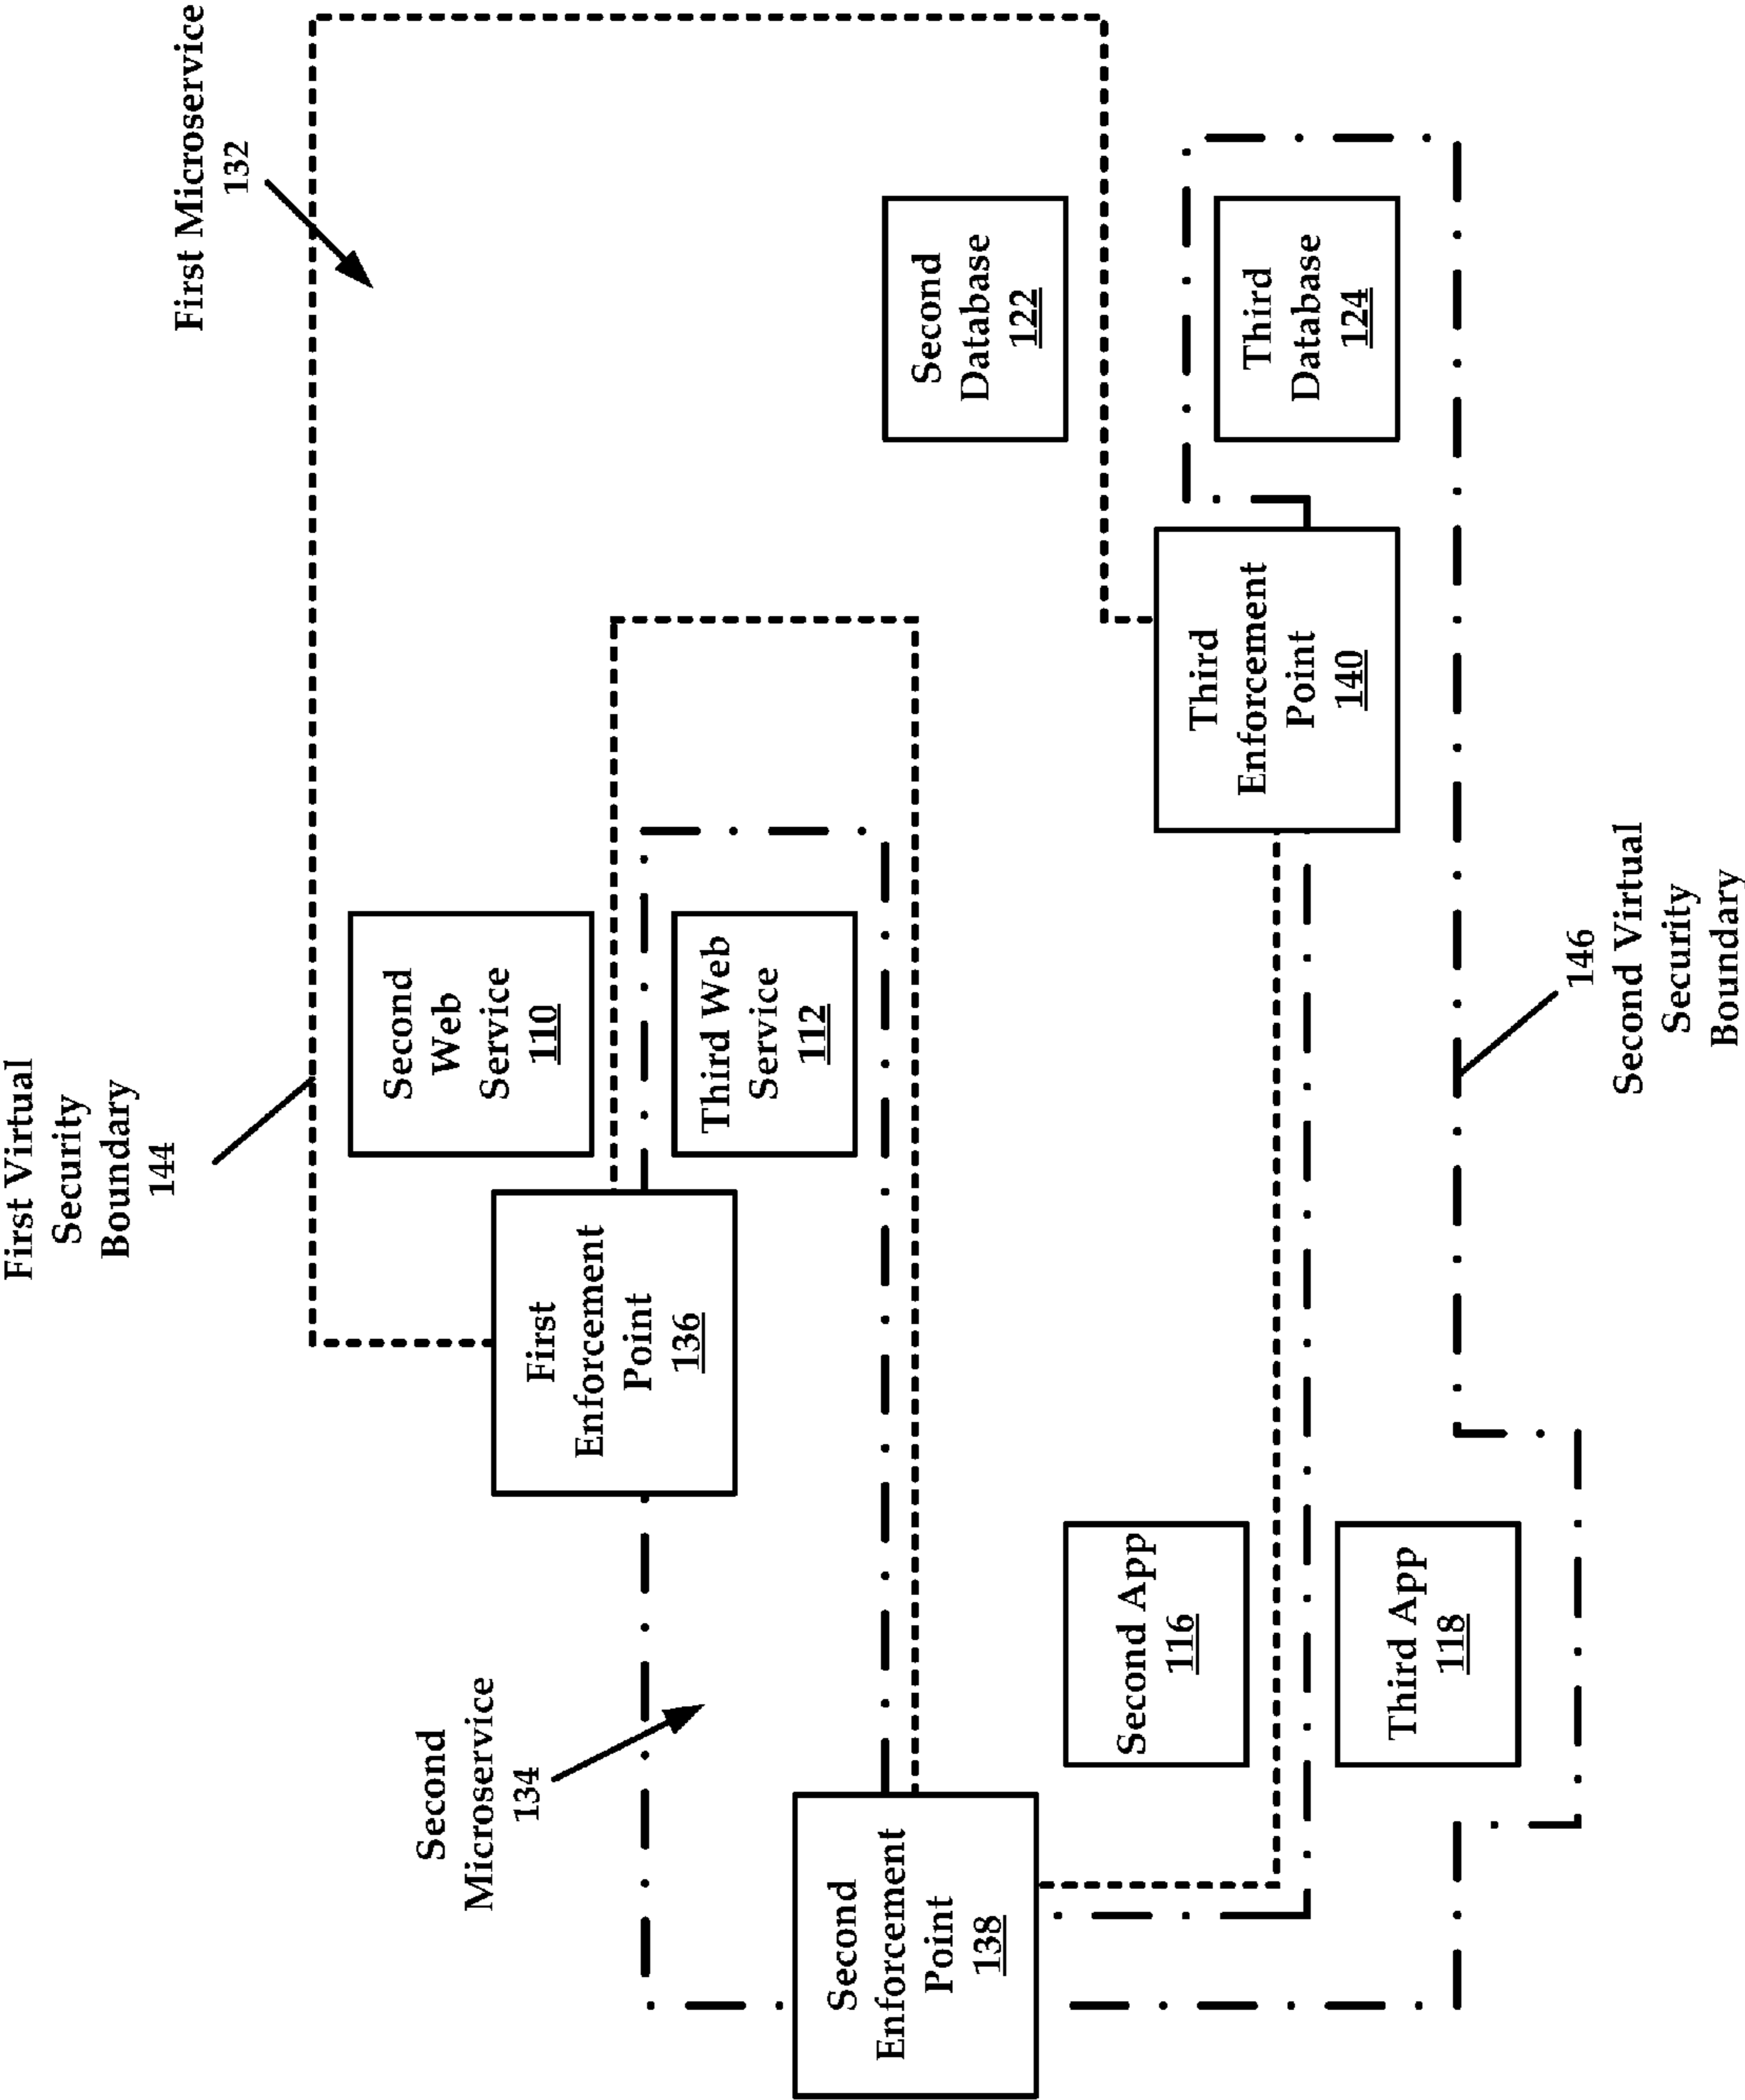 First Microservice
132
First Virtual
Security
Boundary
144
Second
Web
Service
110
Third Web
Service
112
First
Enforcement
Point
136
Second
Database
122
Third
Database
124
Third
Enforcement
Point
140
Second
Microservice
134
Second
Enforcement
Point
138
Second App
116
Third App
118
146
Second Virtual
Security
Boundary